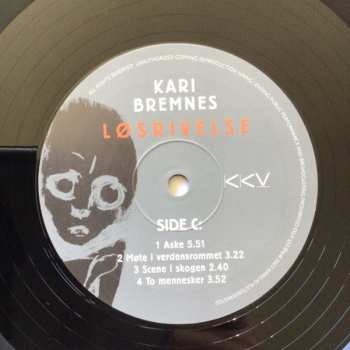 KARI
BREMNES
LØSRIVELSE
KKV
SIDE C:
1 Aske 5.51
2 Møte i verdensrommet 3.22
3 Scene i skogen 2.40
4 To mennesker 3.52